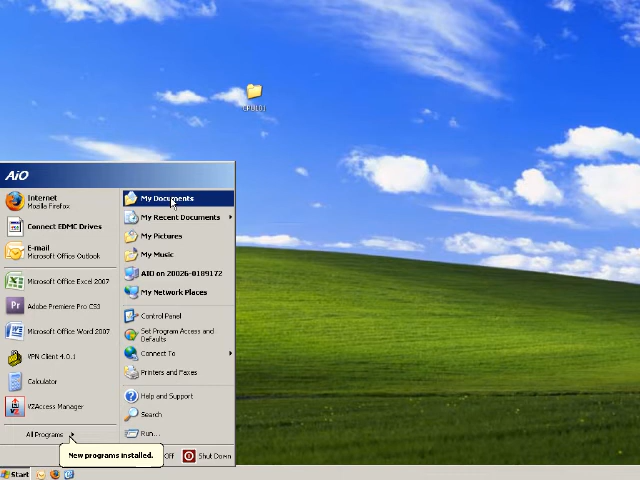 CPI101
AiO
Internet
Mozilla Firefox
Connect EDMC Drives
E-mail
Microsoft Office Outlook
Microsoft Office Excel 2007
Adobe Premiere Pro CS3
Microsoft Office Word 2007
VPN Client 4.0.1
Calculator
VZAccess Manager
All Programs
My Documents
My Recent Documents
My Pictures
My Music
AIO on 20026-0189172
My Network Places
Control Panel
Set Program Access and
Defaults
Connect To
Printers and Faxes
Help and Support
Search
Run...
New programs installed.
Off
Shut Down
Start